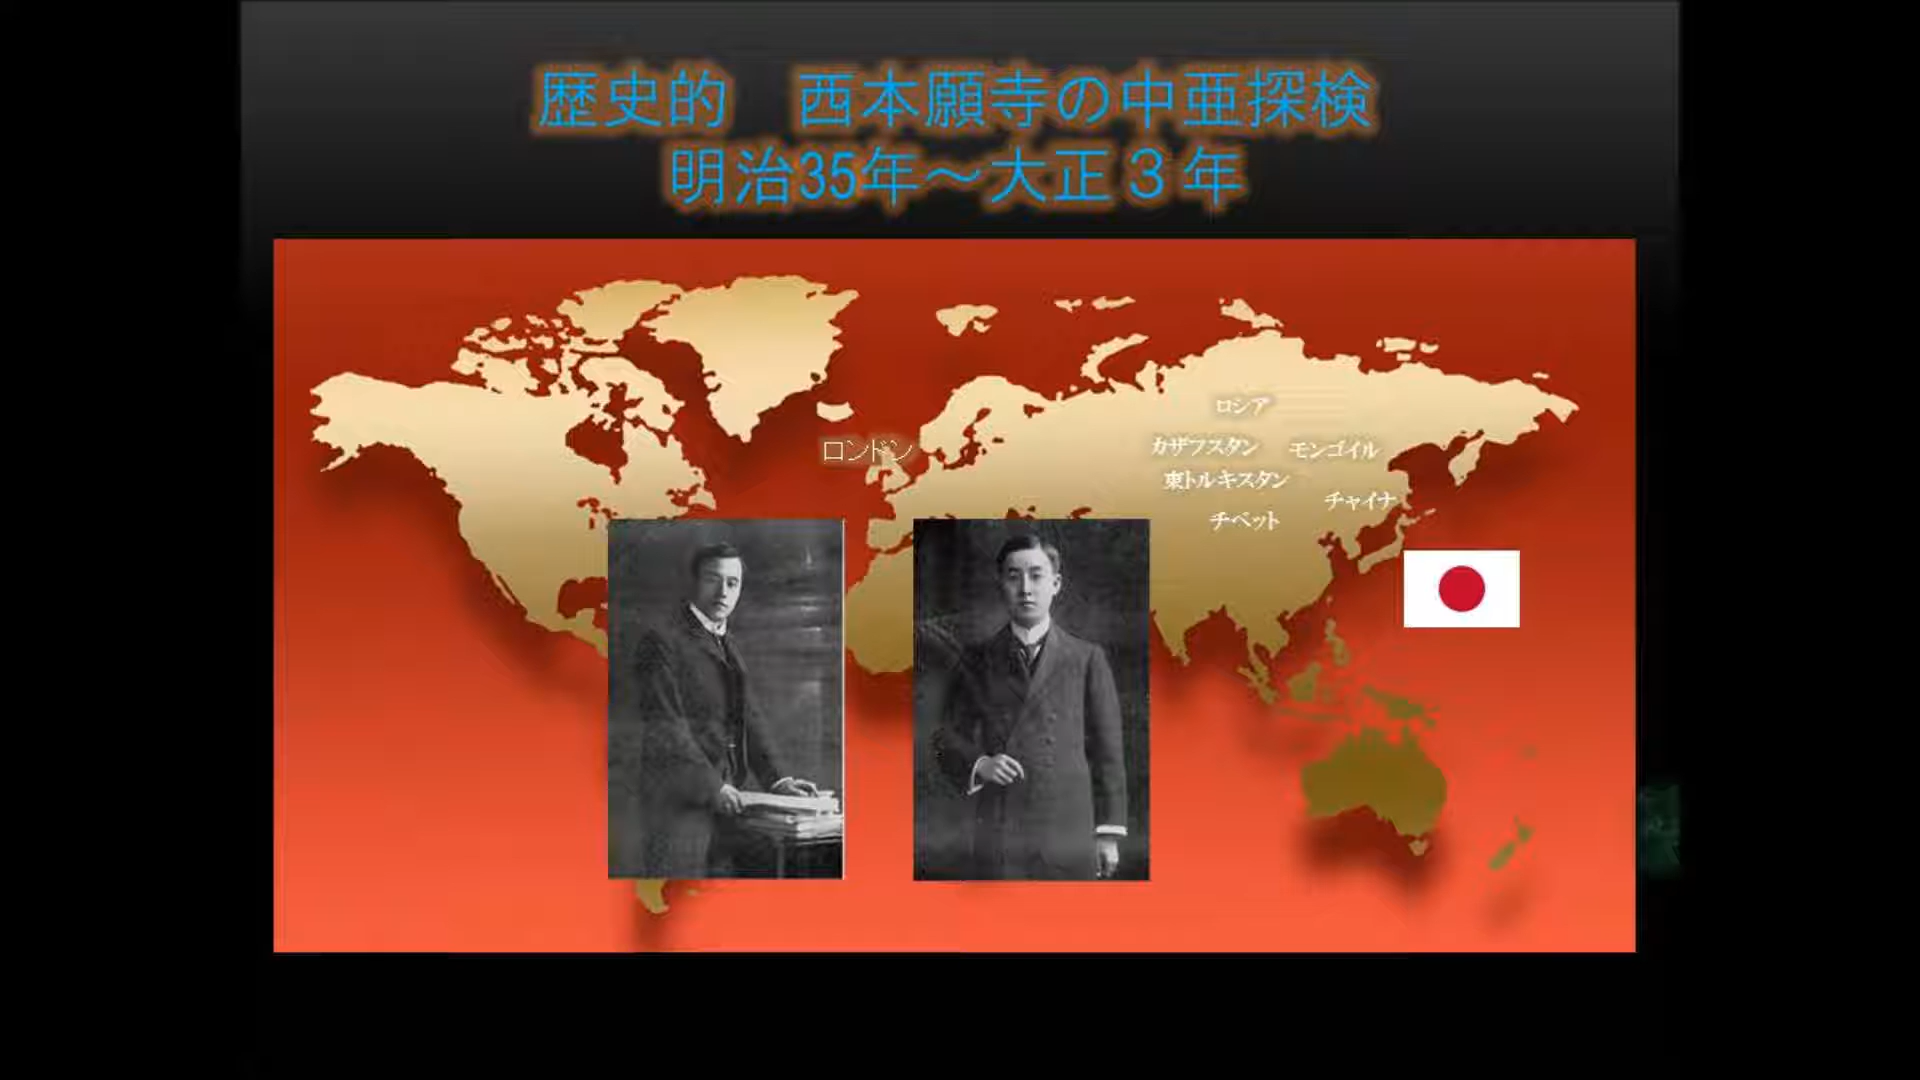 歴史的　西本願寺の中亜探検
明治35年～大正３年
ロシア
ロンドン
カザフスタン
モンゴイル
東トルキスタン
チャイナ
チベット